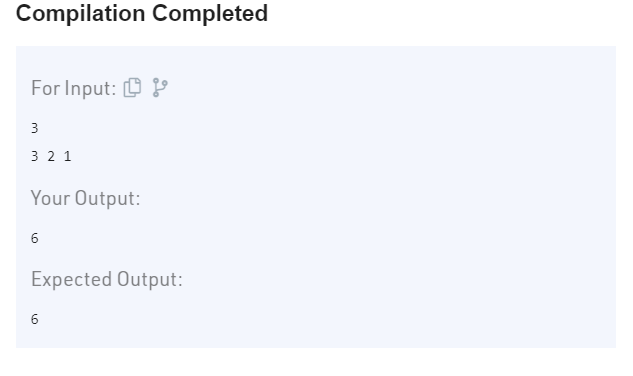 Compilation Completed
For Input:
3
3 2 1
Your Output:
6
Expected Output:
6